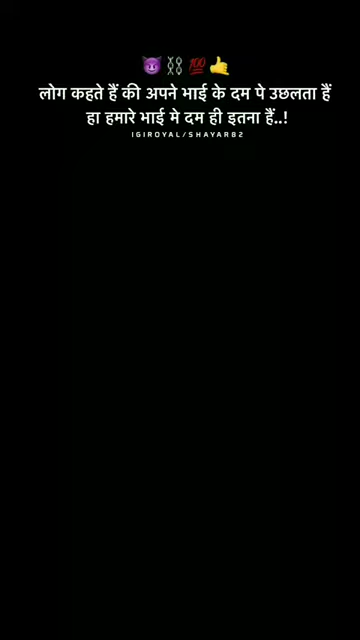 😈⛓️💯🤙
लोग कहते हैं की अपने भाई के दम पे उछलता हैं
हा हमारे भाई मे दम ही इतना हैं..!
IGIROYAL/SHAYAR82